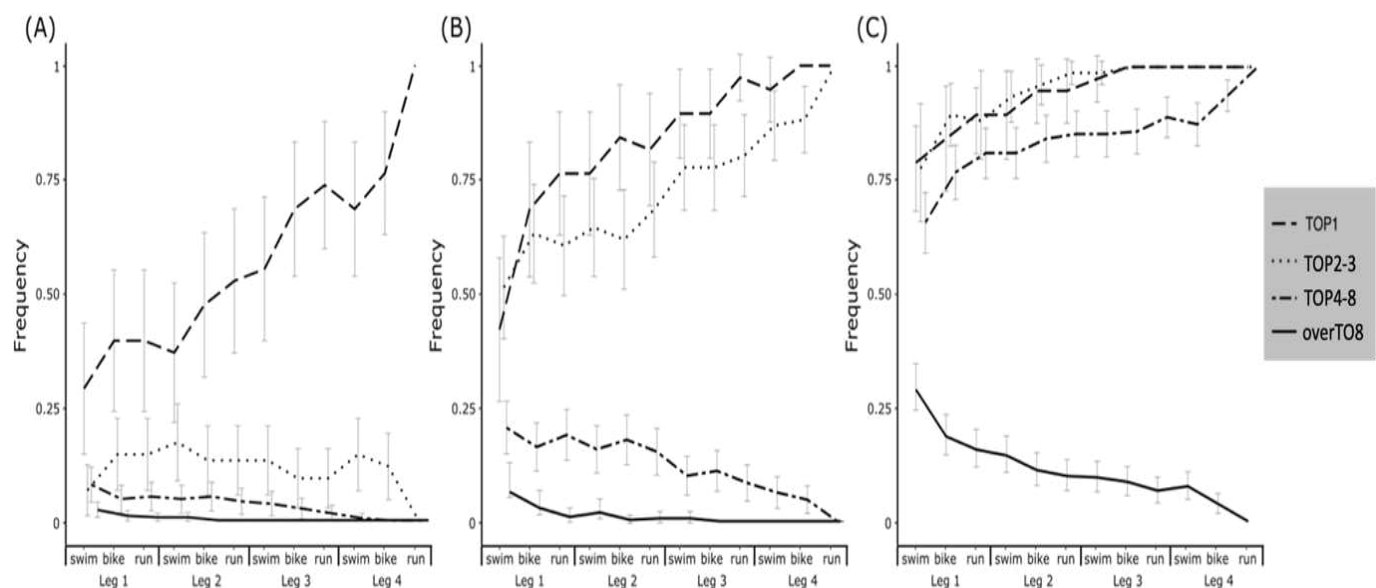 (A) (B) (C)
1 1 1
0.75 0.75 0.75
Frequency Frequency Frequency
0.50 0.50 0.50
0.25 0.25 0.25
0 0 0
TOP1
TOP2-3
TOP4-8
overTO8
swim bike run swim bike run swim bike run swim bike run swim bike run swim bike run swim bike run swim bike run swim bike run swim bike run swim bike run swim bike run
Leg 1 Leg 2 Leg 3 Leg 4 Leg 1 Leg 2 Leg 3 Leg 4 Leg 1 Leg 2 Leg 3 Leg 4